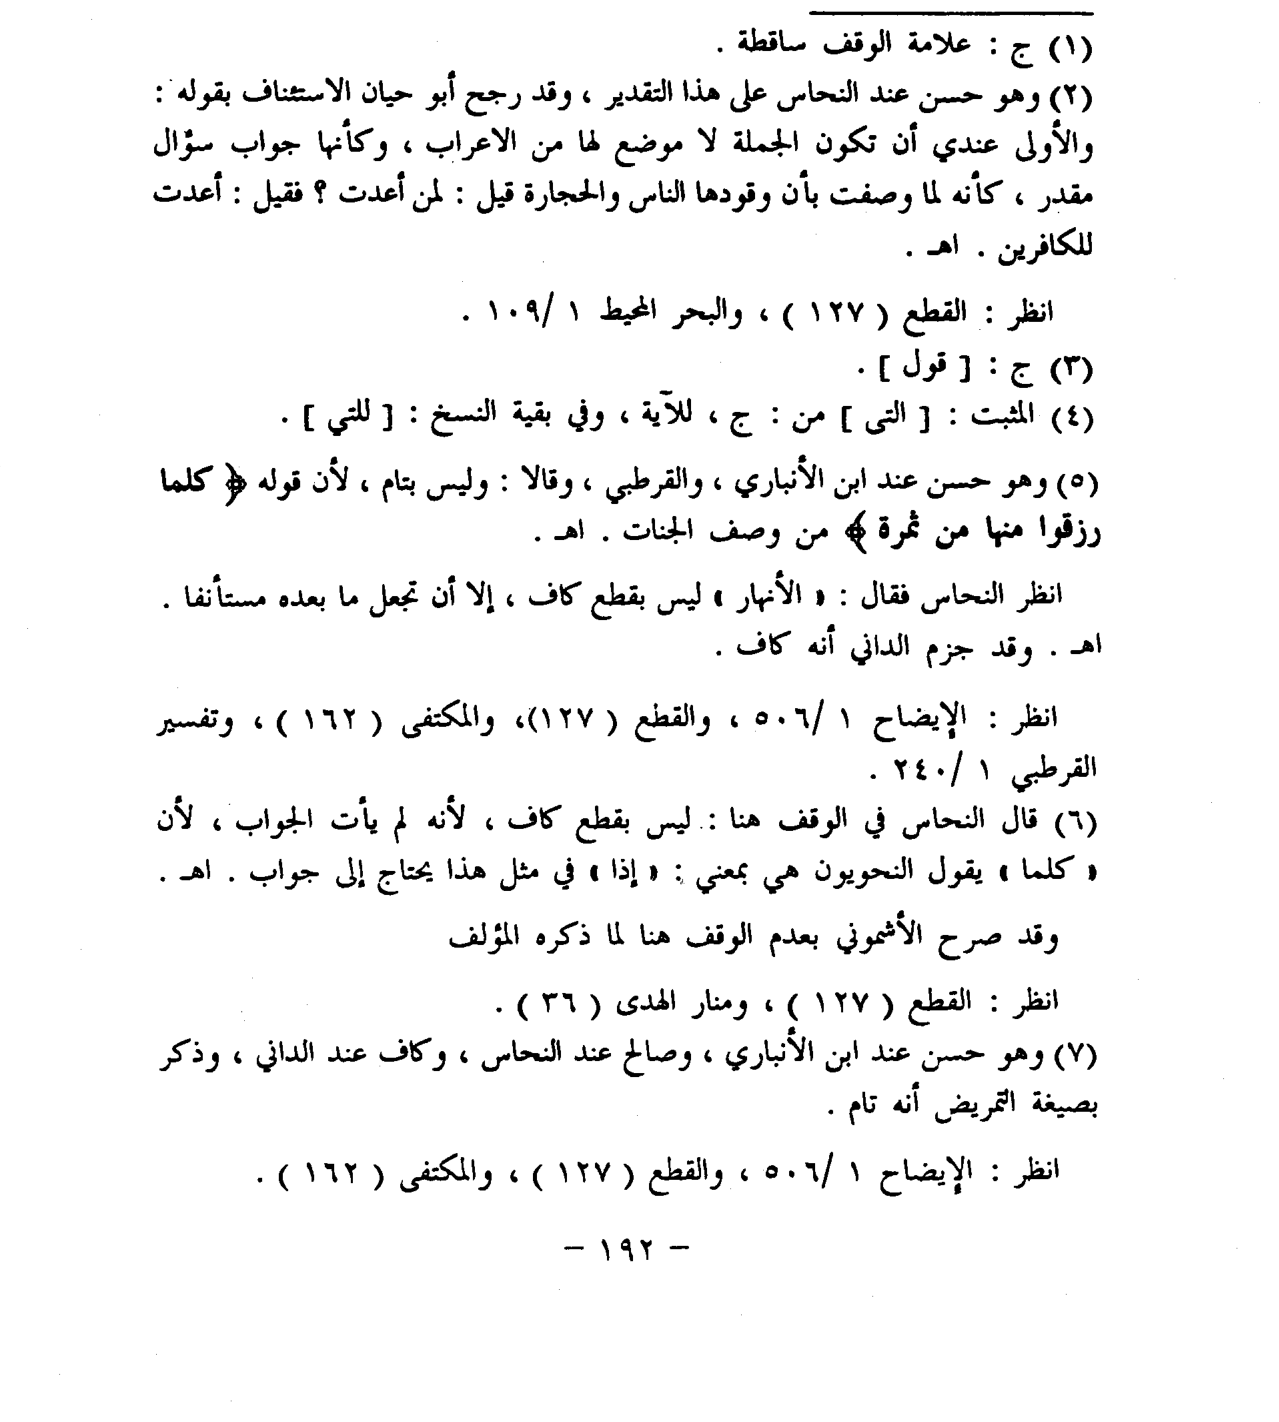 (١) ج : علامة الوقف ساقطة .
(٢) وهو حسن عند النحاس على هذا التقدير ، وقد رجح أبو حيان الاستئناف بقوله :
والأولى عندي أن تكون الجملة لا موضع لها من الاعراب ، وكأنها جواب سؤال
مقدر ، كأنه لما وصفت بأن وقودها الناس والحجارة قيل : لمن أعدت ؟ فقيل : أعدت
للكافرين . اهـ .
انظر : القطع ( ١٢٧ ) ، والبحر المحيط ١ /١٠٩ .
(٣) ج : [ قول ] .
(٤) المثبت : [ التى ] من : ج ، للآية ، وفي بقية النسخ : [ للتي ] .
(٥) وهو حسن عند ابن الأنباري ، والقرطبي ، وقالا : وليس بتام ، لأن قوله ﴿ كلما
رزقوا منها من ثمرة ﴾ من وصف الجنات . اهـ .
انظر النحاس فقال : « الأنهار » ليس بقطع كاف ، إلا أن تجعل ما بعده مستأنفا .
اهـ . وقد جزم الداني أنه كاف .
انظر : الإيضاح ١ /٥٠٦ ، والقطع ( ١٢٧)، والمكتفى ( ١٦٢ ) ، وتفسير
القرطبي ١ /٢٤٠ .
(٦) قال النحاس في الوقف هنا : ليس بقطع كاف ، لأنه لم يأت الجواب ، لأن
« كلما » يقول النحويون هي بمعني : « إذا » في مثل هذا يحتاج إلى جواب . اهـ .
وقد صرح الأشموني بعدم الوقف هنا لما ذكره المؤلف
انظر : القطع ( ١٢٧ ) ، ومنار الهدى ( ٣٦ ) .
(٧) وهو حسن عند ابن الأنباري ، وصالح عند النحاس ، وكاف عند الداني ، وذكر
بصيغة التمريض أنه تام .
انظر : الإيضاح ١ /٥٠٦ ، والقطع ( ١٢٧ ) ، والمكتفى ( ١٦٢ ) .
– ١٩٢ –